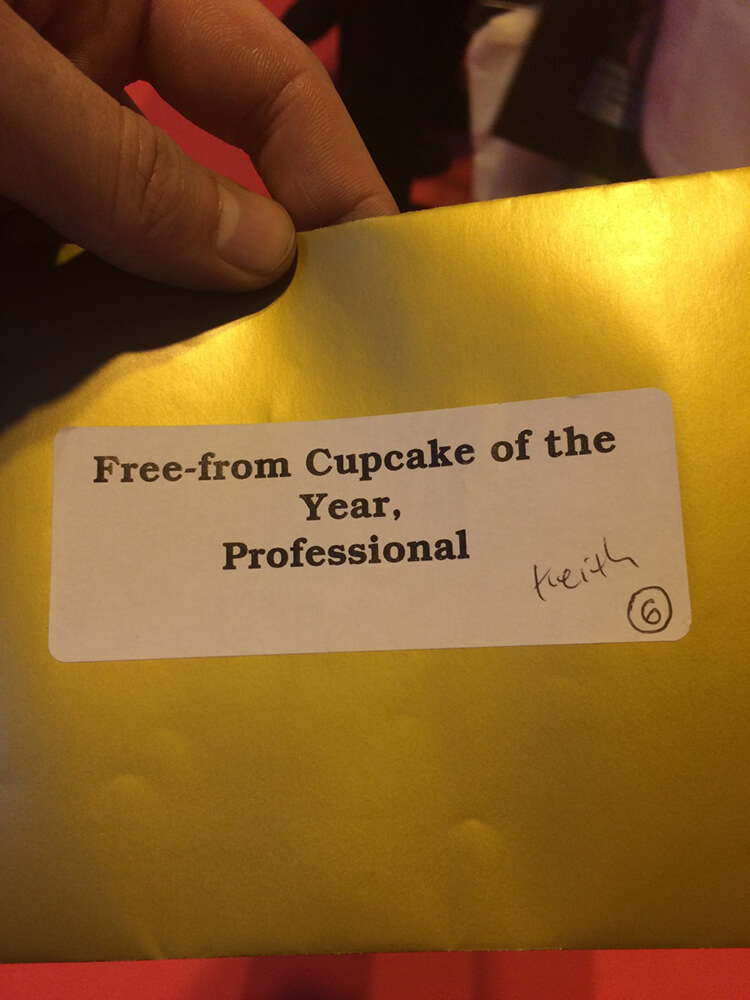 Free-from Cupcake of the
Year,
Professional
Keith
6